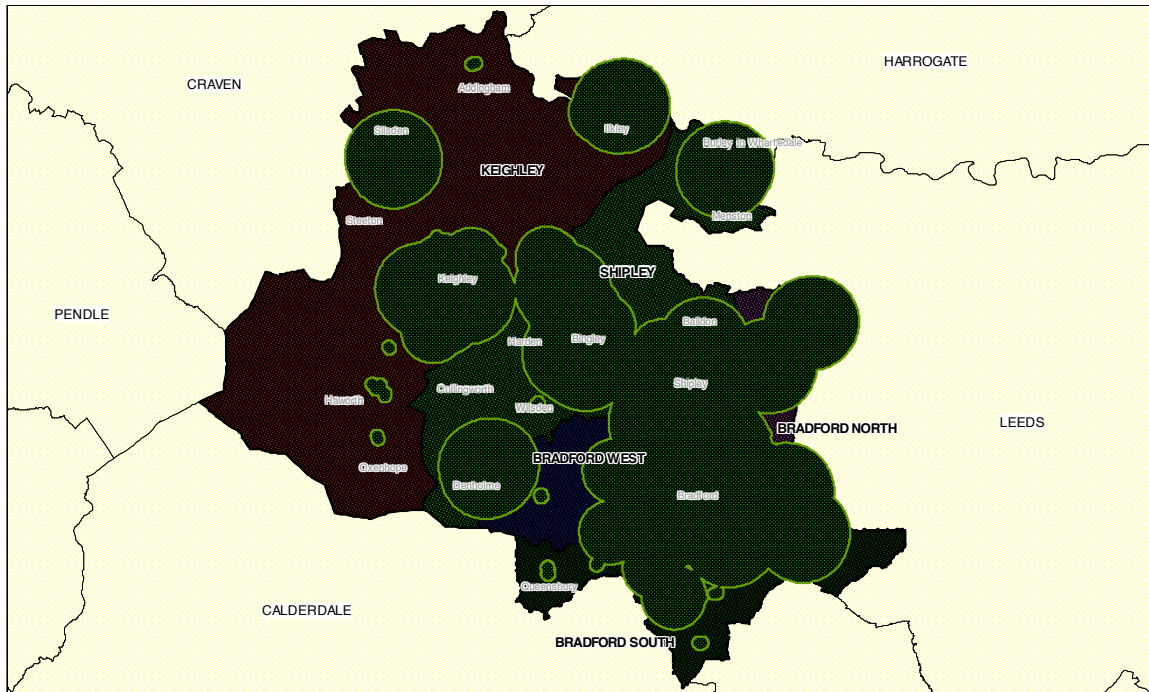 HARROGATE
CRAVEN
Addingham
Silsden
Ilkley
Burley in Wharfedale
KEIGHLEY
Steeton
Menston
SHIPLEY
Keighley
PENDLE
Baildon
Harden
Bingley
Shipley
Cullingworth
Haworth
Wilsden
LEEDS
BRADFORD NORTH
BRADFORD WEST
Oxenhope
Denholme
Bradford
Queensbury
CALDERDALE
BRADFORD SOUTH